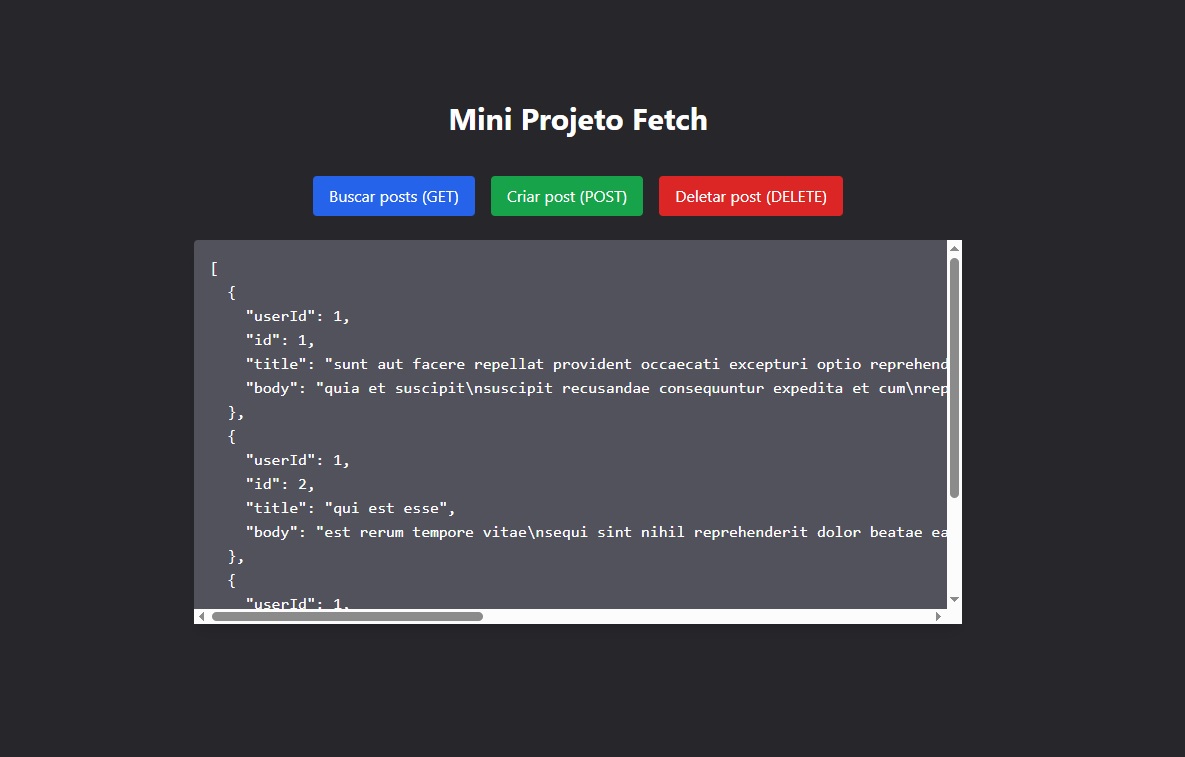 Mini Projeto Fetch
Buscar posts (GET) Criar post (POST) Deletar post (DELETE)
[
  {
    "userId": 1,
    "id": 1,
    "title": "sunt aut facere repellat provident occaecati excepturi optio reprehend
    "body": "quia et suscipit\nsuscipit recusandae consequuntur expedita et cum\nrep
  },
  {
    "userId": 1,
    "id": 2,
    "title": "qui est esse",
    "body": "est rerum tempore vitae\nsequi sint nihil reprehenderit dolor beatae ea
  },
  {
    "userId": 1,